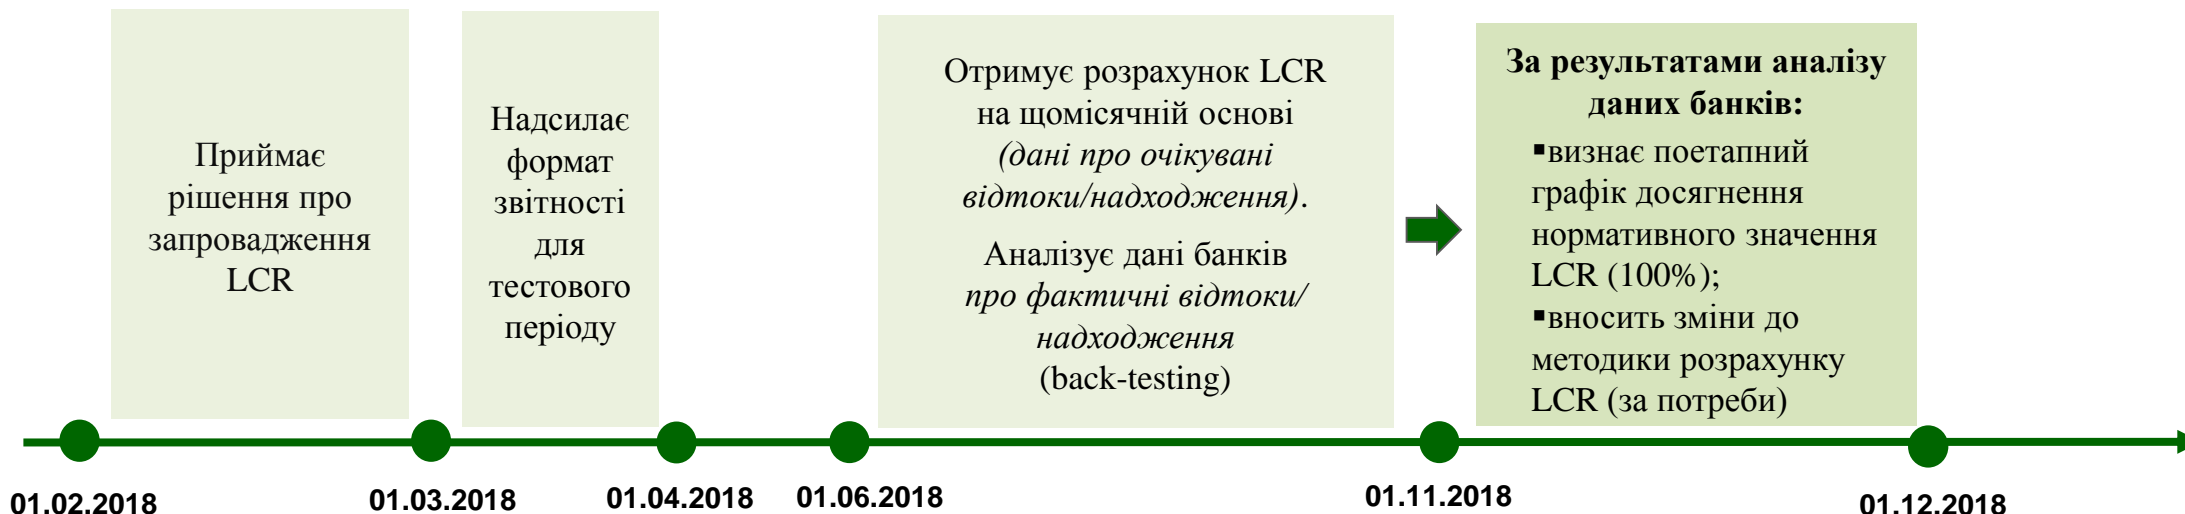 Приймає
рішення про
запровадження
LCR
Надсилає
формат
звітності
для
тестового
періоду
Отримує розрахунок LCR
на щомісячній основі
(дані про очікувані
відтоки/надходження).
Аналізує дані банків
про фактичні відтоки/
надходження
(back-testing)
За результатами аналізу
даних банків:
▪визнає поетапний
графік досягнення
нормативного значення
LCR (100%);
▪вносить зміни до
методики розрахунку
LCR (за потреби)
01.02.2018
01.03.2018
01.04.2018
01.06.2018
01.11.2018
01.12.2018